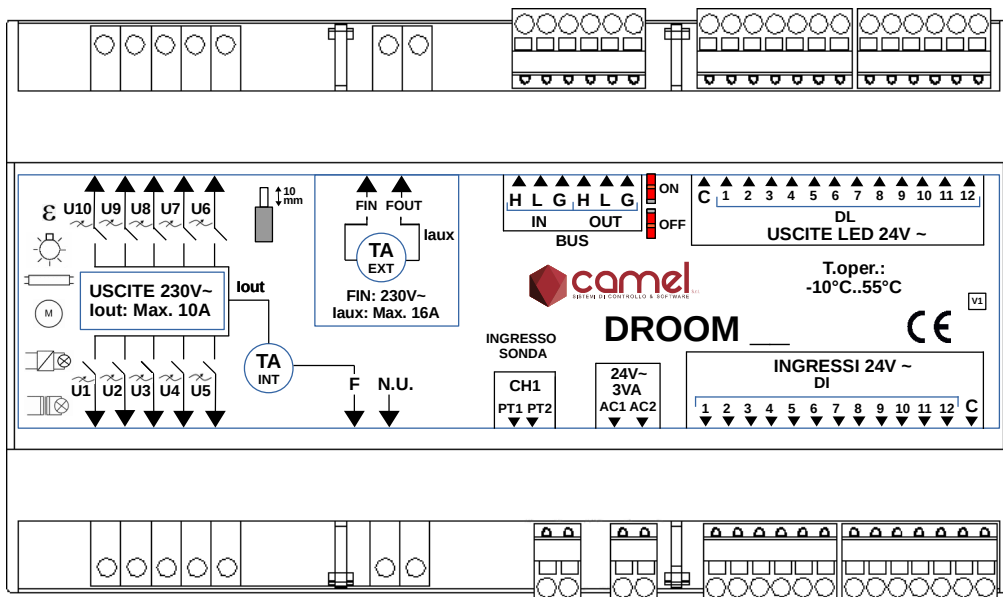 ε
U10 U9 U8 U7 U6
10
mm
USCITE 230V~
Iout: Max. 10A
Iout
M
TA
INT
U1 U2 U3 U4 U5
F N.U.
FIN FOUT
Iaux
TA
EXT
FIN: 230V~
Iaux: Max. 16A
H L G H L G
IN OUT
BUS
ON
OFF
C 1 2 3 4 5 6 7 8 9 10 11 12
DL
USCITE LED 24V ~
camel
SISTEMI DI CONTROLLO & SOFTWARE
T.oper.:
-10°C..55°C
V1
DROOM ___
CE
INGRESSO
SONDA
CH1
PT1 PT2
24V~
3VA
AC1 AC2
INGRESSI 24V ~
DI
1 2 3 4 5 6 7 8 9 10 11 12 C